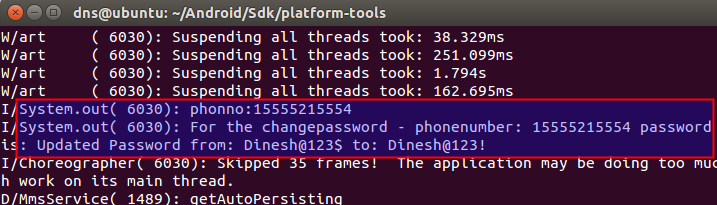 dns@ubuntu: ~/Android/Sdk/platform-tools
W/art     ( 6030): Suspending all threads took: 38.329ms
W/art     ( 6030): Suspending all threads took: 251.099ms
W/art     ( 6030): Suspending all threads took: 1.794s
W/art     ( 6030): Suspending all threads took: 162.695ms
I/System.out( 6030): phonno:15555215554
I/System.out( 6030): For the changepassword - phonenumber: 15555215554 password
is: Updated Password from: Dinesh@123$ to: Dinesh@123!
I/Choreographer( 6030): Skipped 35 frames!  The application may be doing too muc
h work on its main thread.
D/MmsService( 1489): getAutoPersisting